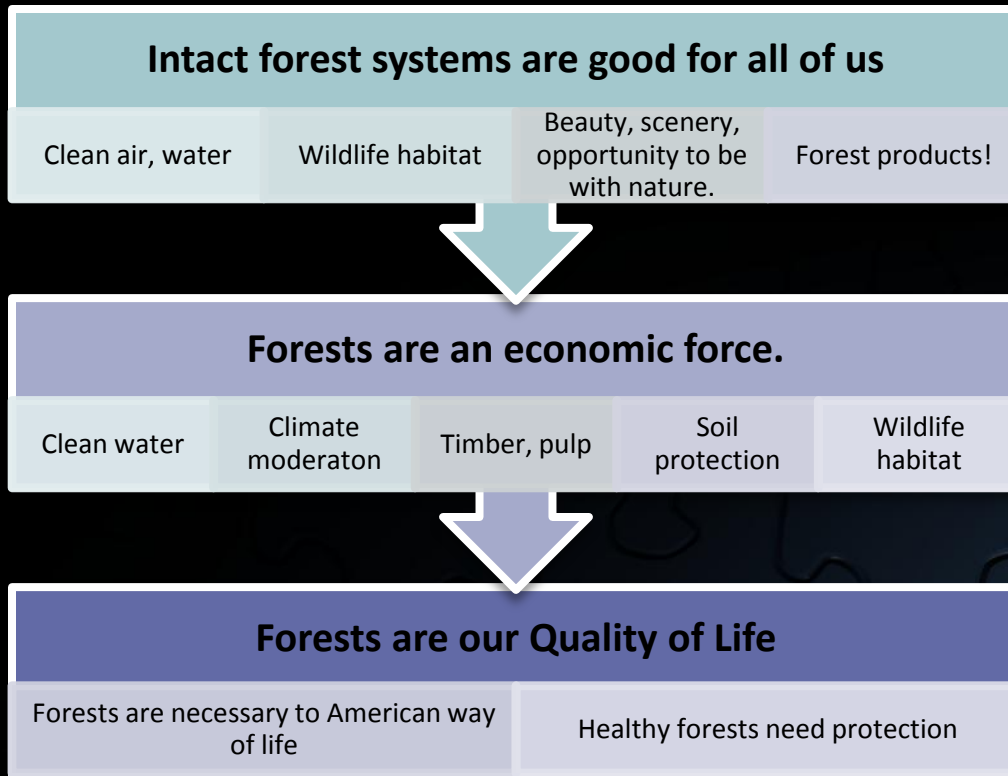 Intact forest systems are good for all of us
Clean air, water
Wildlife habitat
Beauty, scenery,
opportunity to be
with nature.
Forest products!
Forests are an economic force.
Clean water
Climate
moderaton
Timber, pulp
Soil
protection
Wildlife
habitat
Forests are our Quality of Life
Forests are necessary to American way
of life
Healthy forests need protection